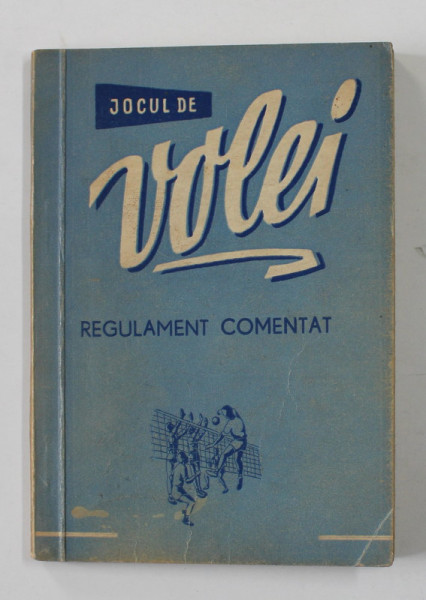 JOCUL DE
volei
REGULAMENT COMENTAT